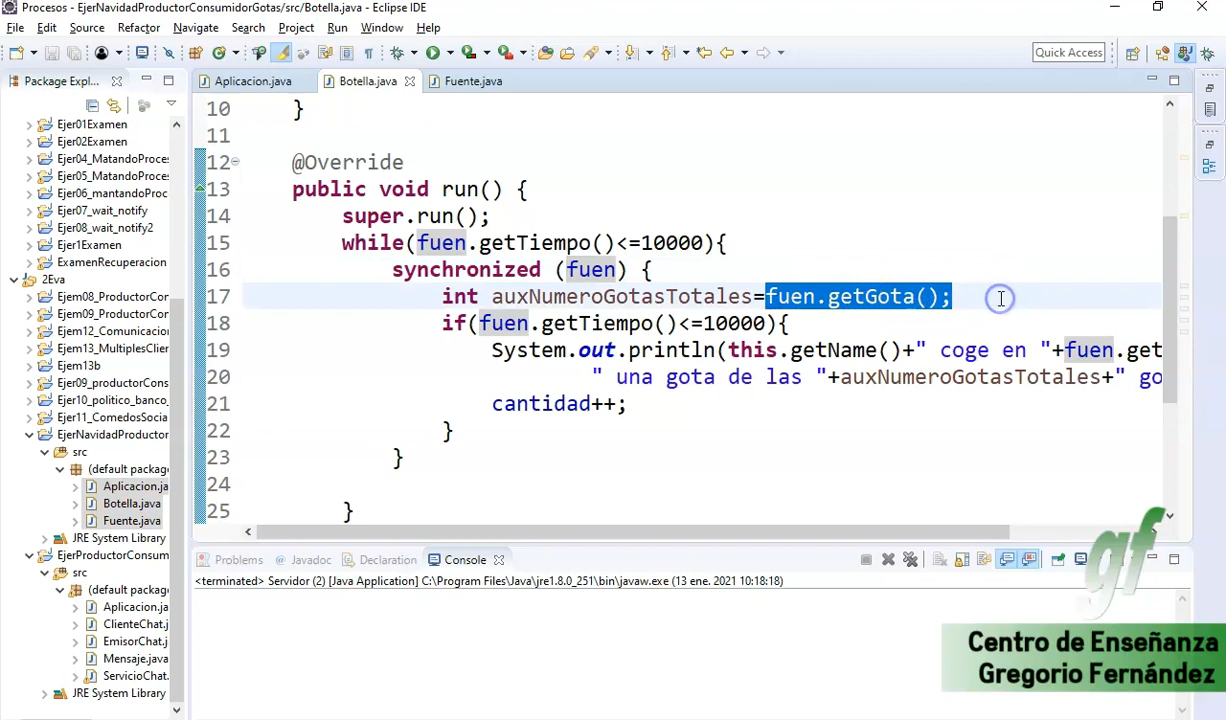 Procesos - EjerNavidadProductorConsumidorGotas/src/Botella.java - Eclipse IDE
File Edit Source Refactor Navigate Search Project Run Window Help
Quick Access
Package Expl...
Aplicacion.java Botella.java Fuente.java
Ejer01Examen
Ejer02Examen
Ejer04_MatandoProce
Ejer05_MatandoProce
Ejer06_mantandoProc
Ejer07_wait_notify
Ejer08_wait_notify2
Ejer1Examen
ExamenRecuperacion
2Eva
Ejem08_ProductorCor
Ejem09_ProductorCor
Ejem12_Comunicacion
Ejem13_MultiplesClien
Ejem13b
Ejer09_productorCons
Ejer10_politico_banco_
Ejer11_ComedosSocia
EjerNavidadProductor
src
(default package
Aplicacion.ja
Botella.java
Fuente.java
JRE System Library
EjerProductorConsum
src
(default package
Aplicacion.java
ClienteChat.j
EmisorChat.j
Mensaje.java
ServicioChat.
JRE System Library
10 }
11
12 @Override
13 public void run() {
14 super.run();
15 while(fuen.getTiempo()<=10000){
16 synchronized (fuen) {
17 int auxNumeroGotasTotales=fuen.getGota();
18 if(fuen.getTiempo()<=10000){
19 System.out.println(this.getName()+" coge en "+fuen.get
20 " una gota de las "+auxNumeroGotasTotales+" go
21 cantidad++;
22 }
23 }
24
25 }
Problems Javadoc Declaration Console
<terminated> Servidor (2) [Java Application] C:\Program Files\Java\jre1.8.0_251\bin\javaw.exe (13 ene. 2021 10:18:18)
gf
Centro de Enseñanza
Gregorio Fernández